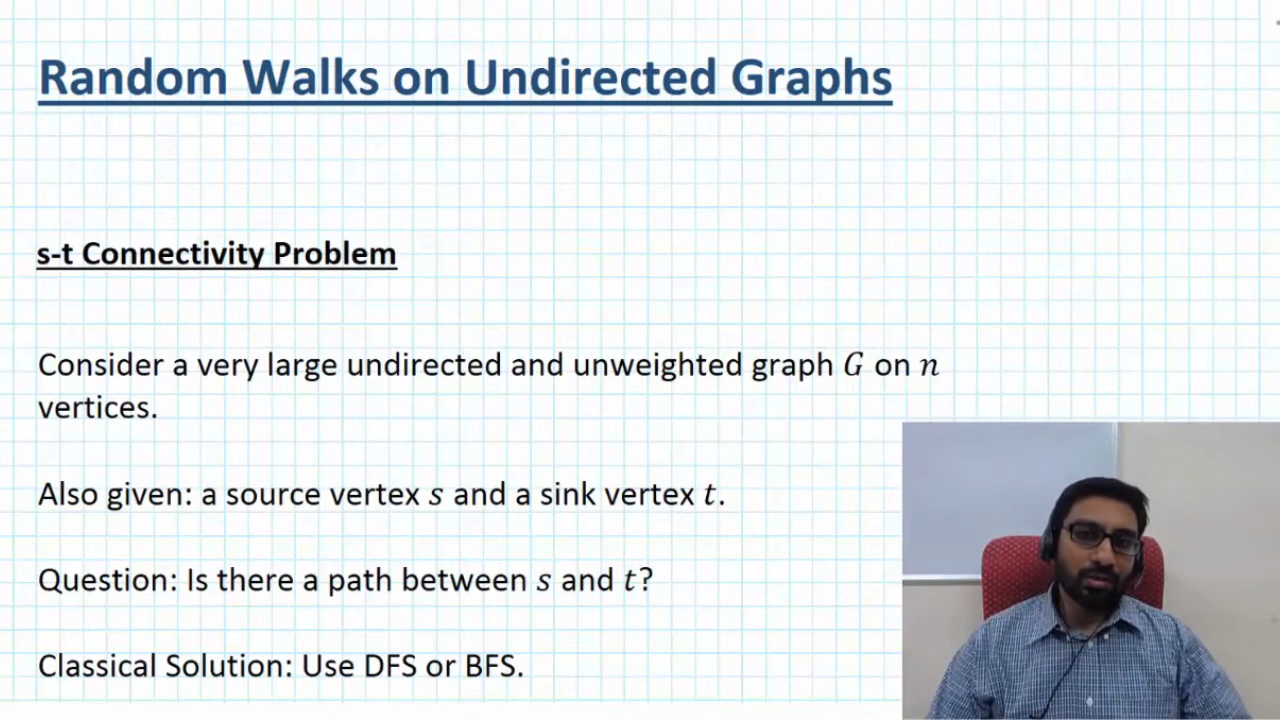 Random Walks on Undirected Graphs
s-t Connectivity Problem
Consider a very large undirected and unweighted graph G on n
vertices.
Also given: a source vertex s and a sink vertex t.
Question: Is there a path between s and t?
Classical Solution: Use DFS or BFS.